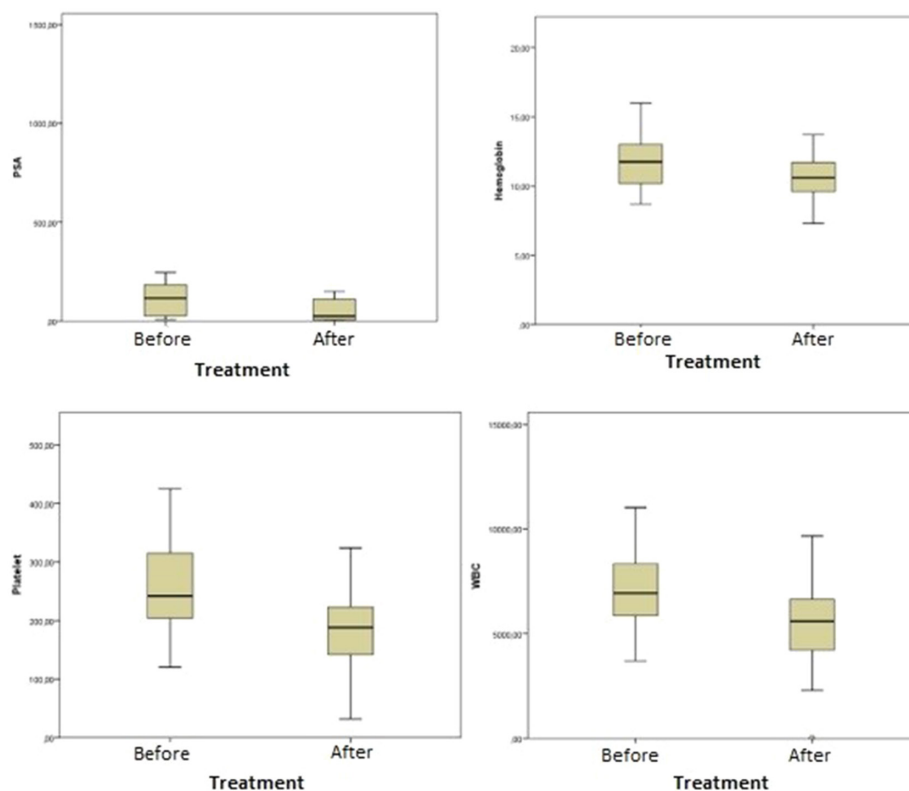 1500,00
1000,00
500,00
,00
PSA
Before After
Treatment
20,00
15,00
10,00
5,00
,00
Hemoglobin
Before After
Treatment
500,00
400,00
300,00
200,00
100,00
,00
Platelet
Before After
Treatment
15000,00
10000,00
5000,00
,00
WBC
Before After
Treatment